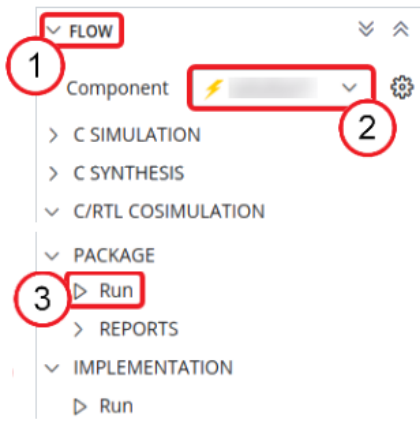 FLOW
1
Component
2
C SIMULATION
C SYNTHESIS
C/RTL COSIMULATION
PACKAGE
3 Run
REPORTS
IMPLEMENTATION
Run